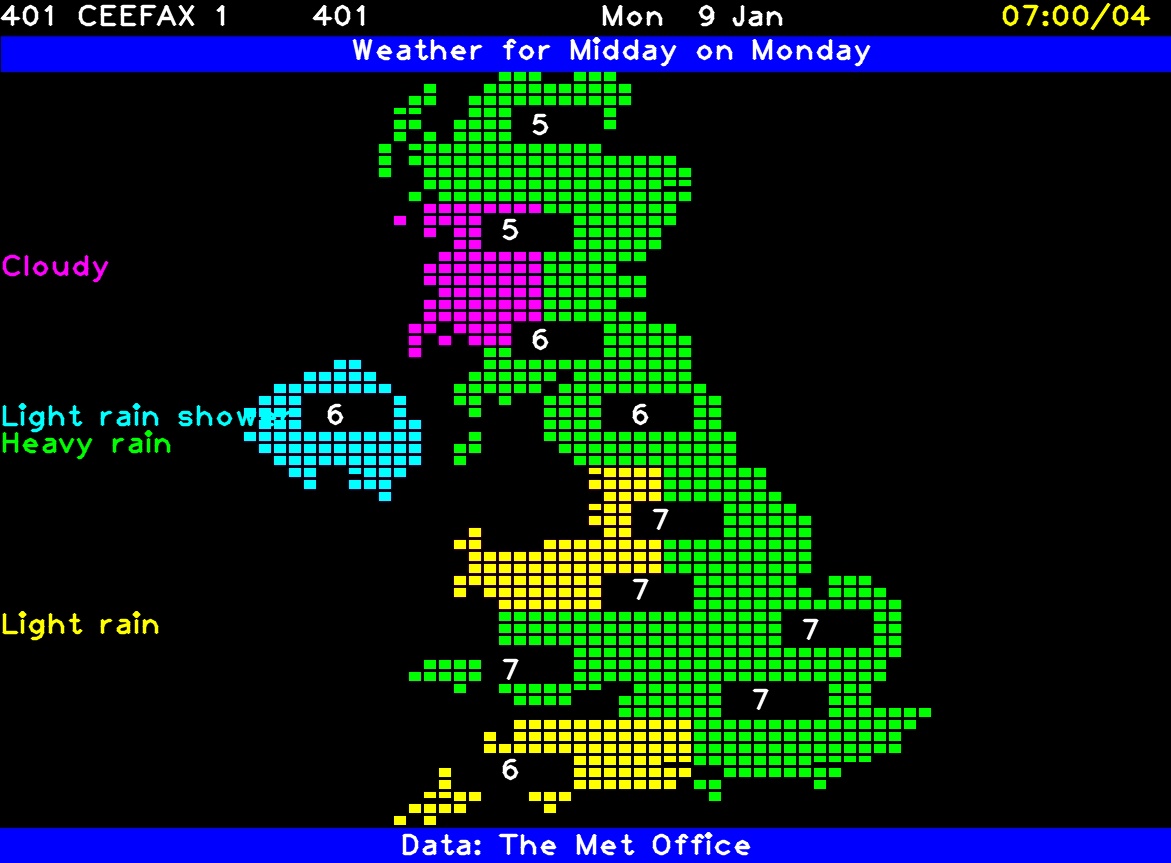 401 CEEFAX 1 401 Mon 9 Jan 07:00/04
Weather for Midday on Monday
5
5
Cloudy
6
Light rain shower 6 6
Heavy rain
7
7
Light rain 7
7
7
6
Data: The Met Office